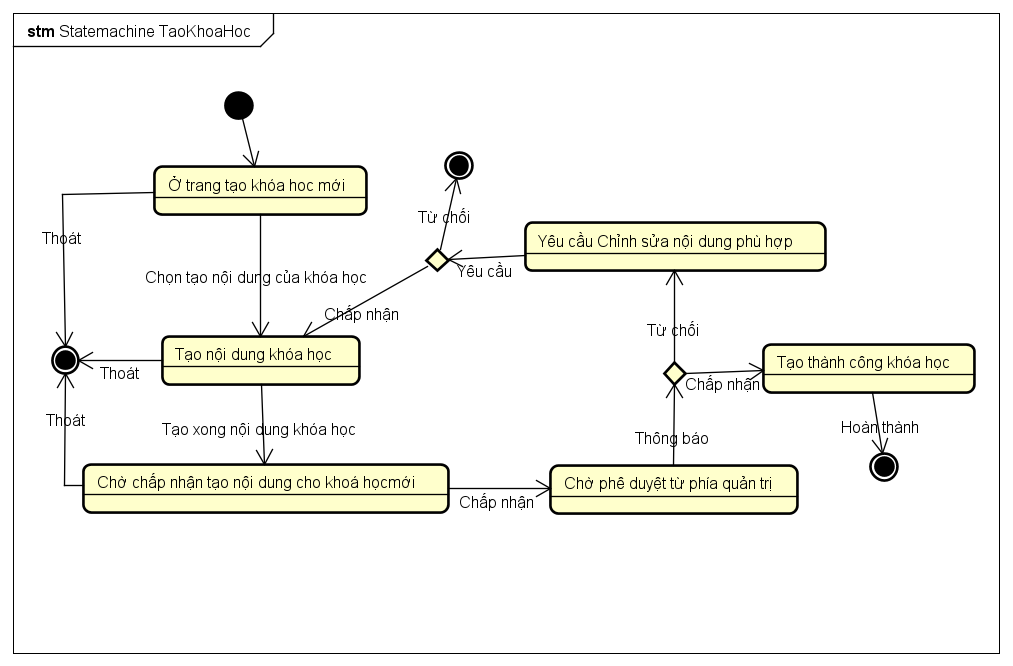 stm Statemachine TaoKhoaHoc
Ở trang tạo khóa hoc mới
Từ chối
Thoát
Yêu cầu Chỉnh sửa nội dung phù hợp
Yêu cầu
Chọn tạo nội dung của khóa học
Chấp nhận
Từ chối
Tạo nội dung khóa học
Tạo thành công khóa học
Thoát
Chấp nhận
Thoát
Tạo xong nội dung khóa học
Thông báo
Hoàn thành
Chờ chấp nhận tạo nội dung cho khoá họcmới
Chờ phê duyệt từ phía quản trị
Chấp nhận